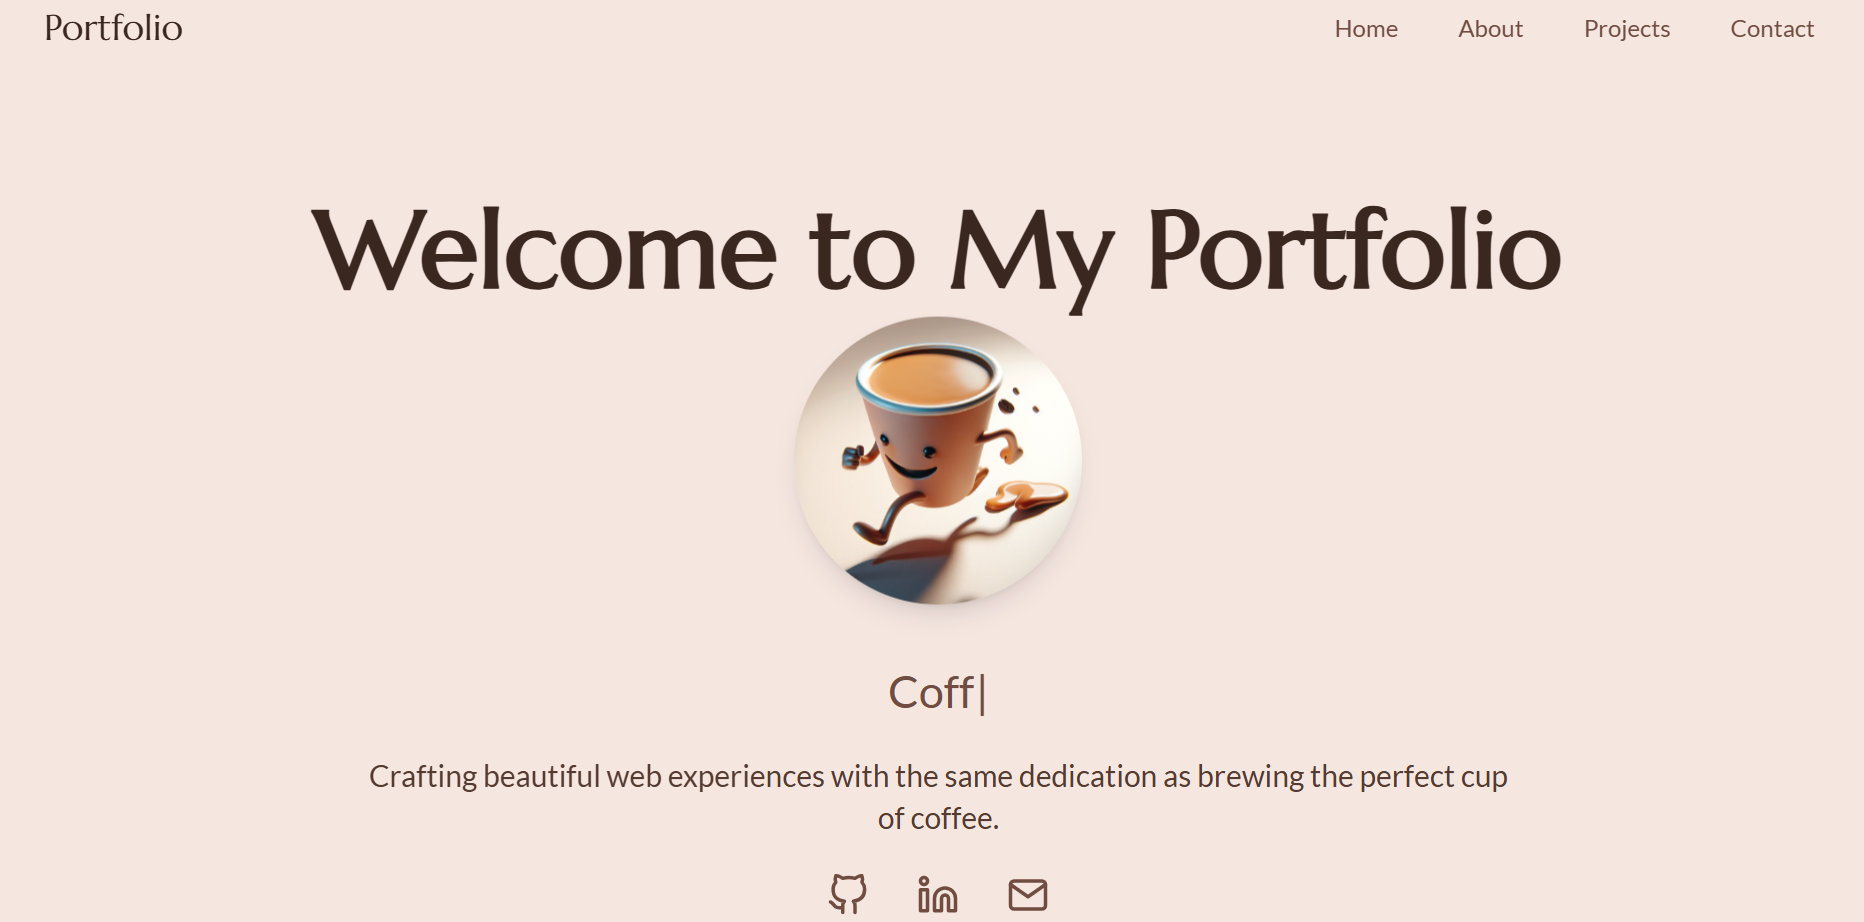 Portfolio
Home About Projects Contact
Welcome to My Portfolio
Coff|
Crafting beautiful web experiences with the same dedication as brewing the perfect cup
of coffee.
in